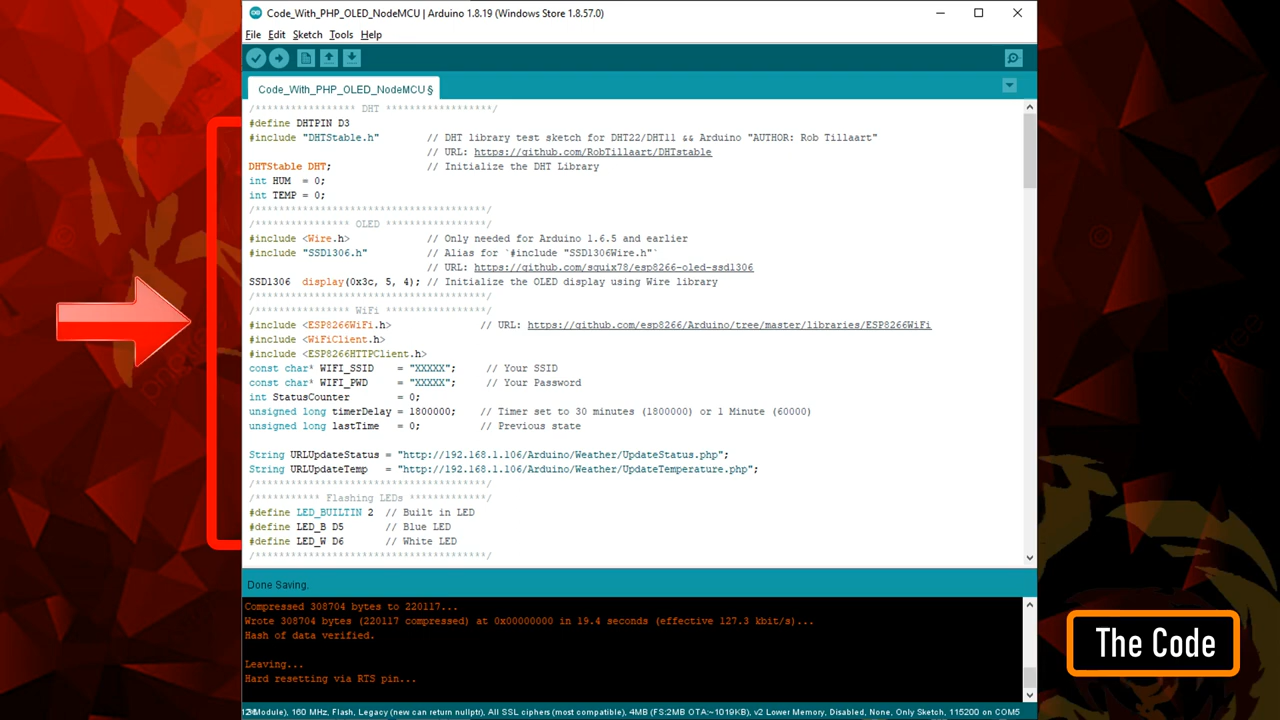 Code_With_PHP_OLED_NodeMCU | Arduino 1.8.19 (Windows Store 1.8.57.0)
File Edit Sketch Tools Help
Code_With_PHP_OLED_NodeMCU §
/***************** DHT ******************/
#define DHTPIN D3
#include "DHTStable.h" // DHT library test sketch for DHT22/DHT11 && Arduino "AUTHOR: Rob Tillaart"
// URL: https://github.com/RobTillaart/DHTstable
DHTStable DHT; // Initialize the DHT Library
int HUM = 0;
int TEMP = 0;
/***************************************/
/**************** OLED *****************/
#include <Wire.h> // Only needed for Arduino 1.6.5 and earlier
#include "SSD1306.h" // Alias for `#include "SSD1306Wire.h"`
// URL: https://github.com/squix78/esp8266-oled-ssd1306
SSD1306 display(0x3c, 5, 4); // Initialize the OLED display using Wire library
/***************************************/
/**************** WiFi *****************/
#include <ESP8266WiFi.h> // URL: https://github.com/esp8266/Arduino/tree/master/libraries/ESP8266WiFi
#include <WiFiClient.h>
#include <ESP8266HTTPClient.h>
const char* WIFI_SSID = "XXXXX"; // Your SSID
const char* WIFI_PWD = "XXXXX"; // Your Password
int StatusCounter = 0;
unsigned long timerDelay = 1800000; // Timer set to 30 minutes (1800000) or 1 Minute (60000)
unsigned long lastTime = 0; // Previous state
String URLUpdateStatus = "http://192.168.1.106/Arduino/Weather/UpdateStatus.php";
String URLUpdateTemp = "http://192.168.1.106/Arduino/Weather/UpdateTemperature.php";
/***************************************/
/*********** Flashing LEDs *************/
#define LED_BUILTIN 2 // Built in LED
#define LED_B D5 // Blue LED
#define LED_W D6 // White LED
/***************************************/
Done Saving.
Compressed 308704 bytes to 220117...
Wrote 308704 bytes (220117 compressed) at 0x00000000 in 19.4 seconds (effective 127.3 kbit/s)...
Hash of data verified.
Leaving...
Hard resetting via RTS pin...
Module), 160 MHz, Flash, Legacy (new can return nullptr), All SSL ciphers (most compatible), 4MB (FS:2MB OTA:~1019KB), v2 Lower Memory, Disabled, None, Only Sketch, 115200 on COM5
The Code